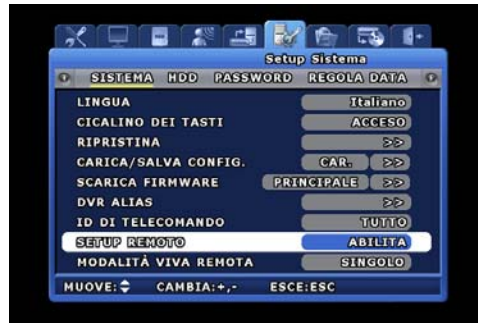 Setup Sistema
SISTEMA HDD PASSWORD REGOLA DATA
LINGUA Italiano
CICALINO DEI TASTI ACCESO
RIPRISTINA >>
CARICA/SALVA CONFIG. CAR. >>
SCARICA FIRMWARE PRINCIPALE >>
DVR ALIAS >>
ID DI TELECOMANDO TUTTO
SETUP REMOTO ABILITA
MODALITÀ VIVA REMOTA SINGOLO
MUOVE: CAMBIA:+,- ESCE:ESC